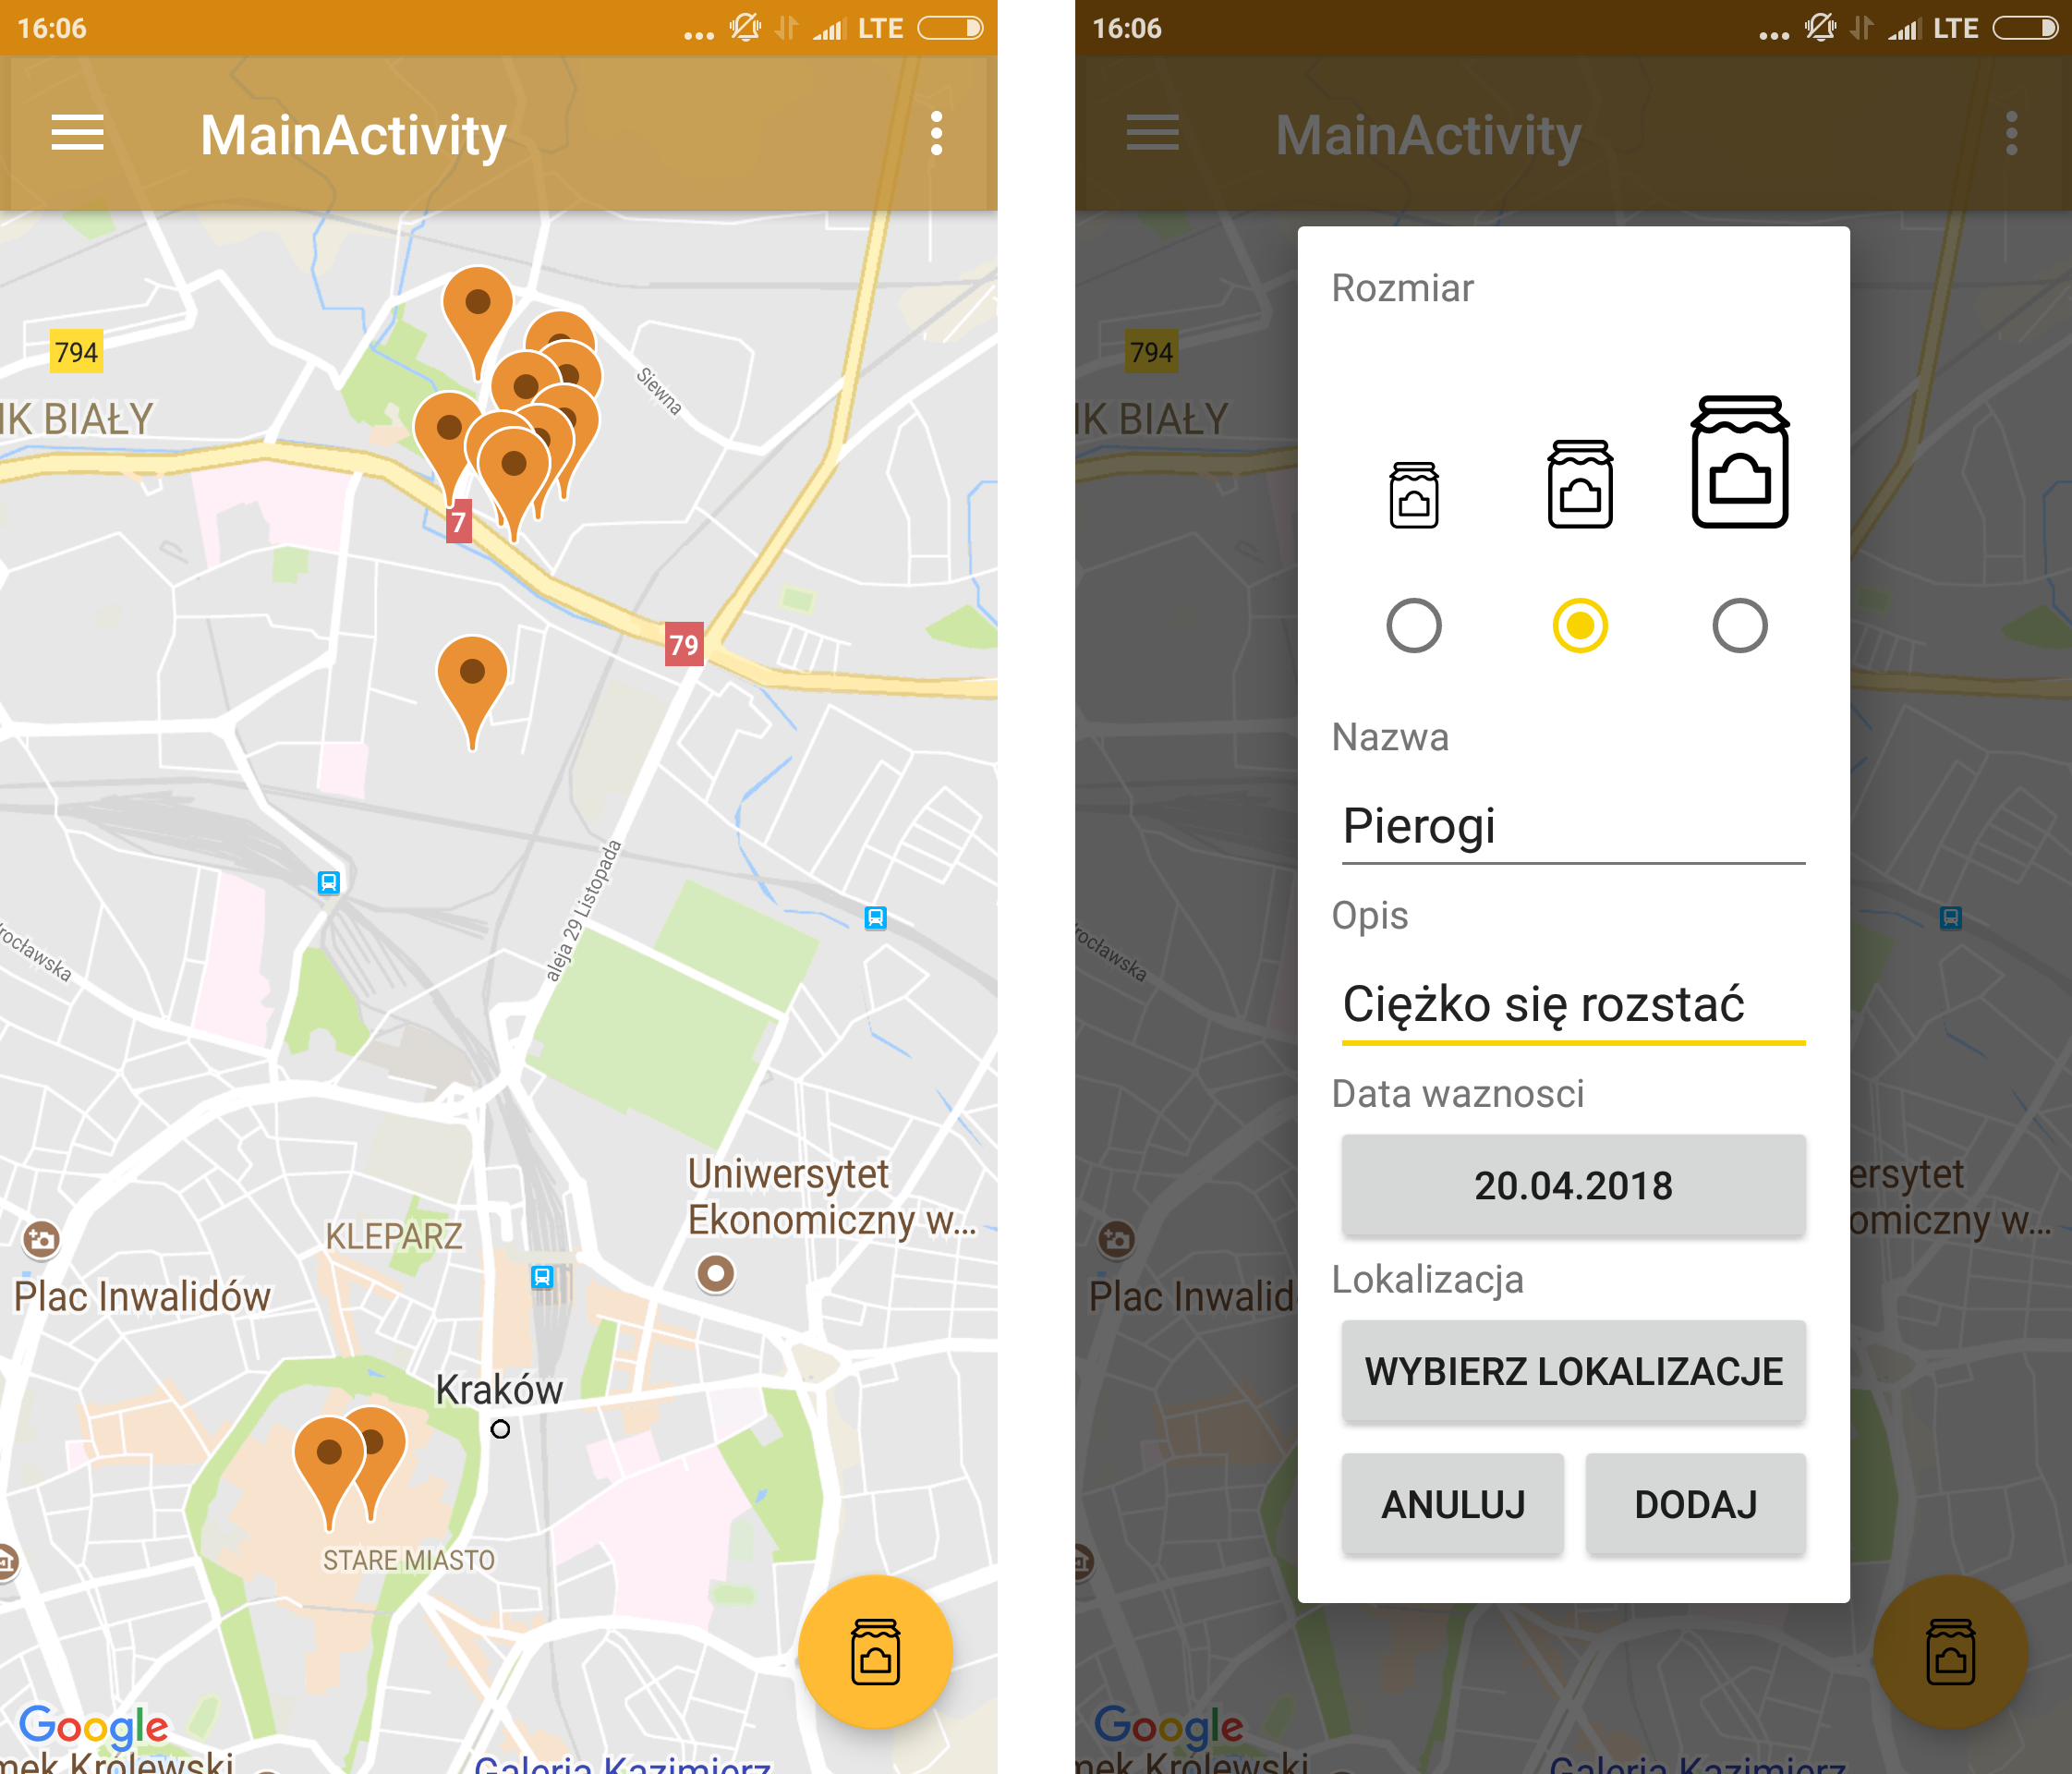 16:06
... LTE
MainActivity
794
IK BIAŁY
Siewna
7
79
aleja 29 Listopada
rocławska
Uniwersytet
Ekonomiczny w...
KLEPARZ
Plac Inwalidów
Kraków
STARE MIASTO
Google
mek Królewski
Galeria Kazimierz
16:06
... LTE
MainActivity
794
IK BIAŁY
Rozmiar
Nazwa
Pierogi
Opis
Ciężko się rozstać
Data waznosci
20.04.2018
Lokalizacja
WYBIERZ LOKALIZACJE
ANULUJ
DODAJ
rocławska
ersytet
omiczny w...
Plac Inwalid
Google
mek Królewski
Galeria Kazimierz